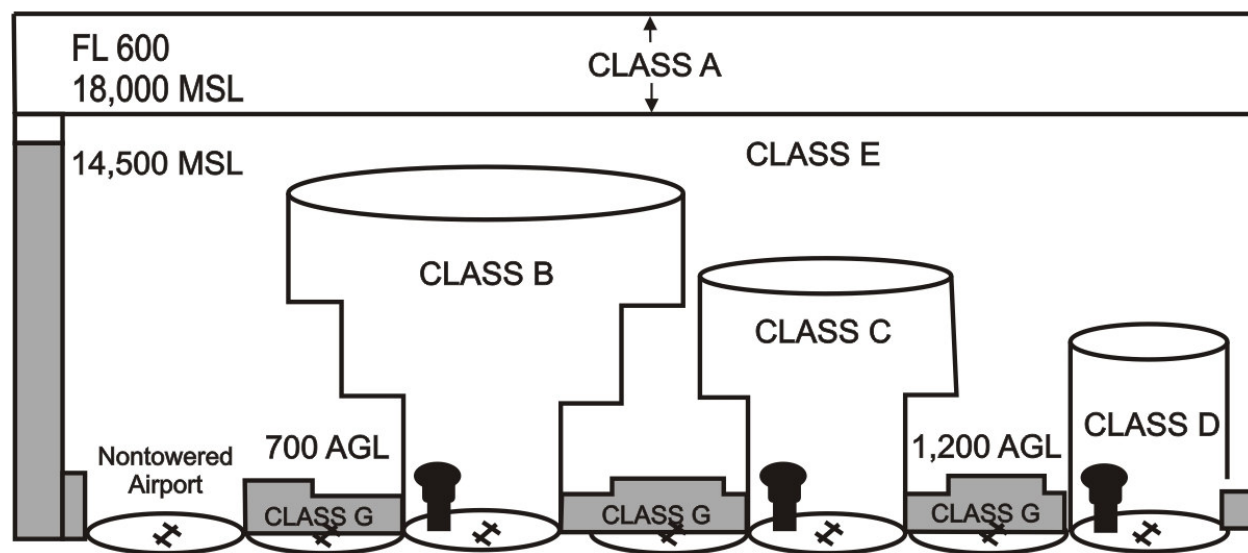 FL 600
18,000 MSL
CLASS A
14,500 MSL
CLASS E
CLASS B
CLASS C
CLASS D
700 AGL
1,200 AGL
Nontowered
Airport
CLASS G
CLASS G
CLASS G